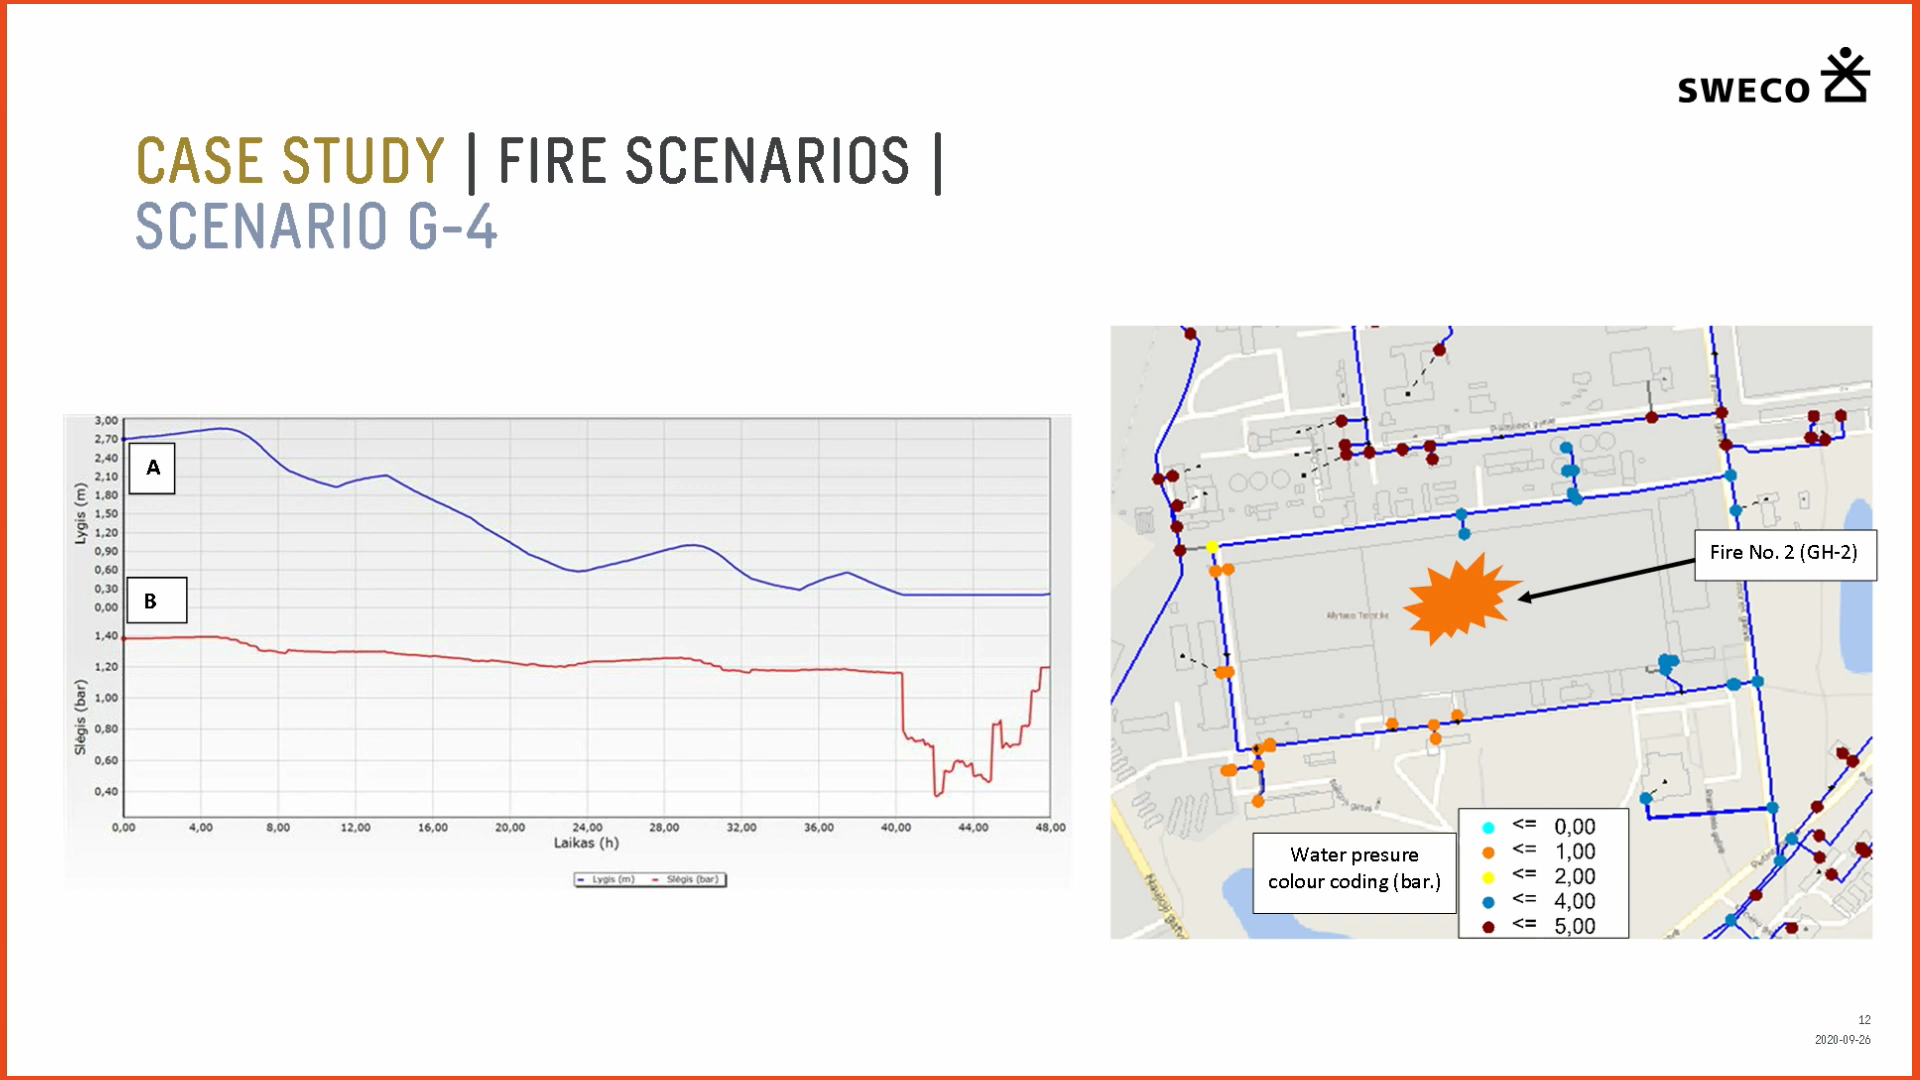 SWECO
CASE STUDY | FIRE SCENARIOS |
SCENARIO G-4
Lygis (m)
3,00
2,70
2,40
2,10
1,80
1,50
1,20
0,90
0,60
0,30
0,00
A
B
Slėgis (bar)
1,40
1,20
1,00
0,80
0,60
0,40
0,00 4,00 8,00 12,00 16,00 20,00 24,00 28,00 32,00 36,00 40,00 44,00 48,00
Laikas (h)
Lygis (m) Slėgis (bar)
Fire No. 2 (GH-2)
Water presure
colour coding (bar.)
<= 0,00
<= 1,00
<= 2,00
<= 4,00
<= 5,00
12
2020-09-26